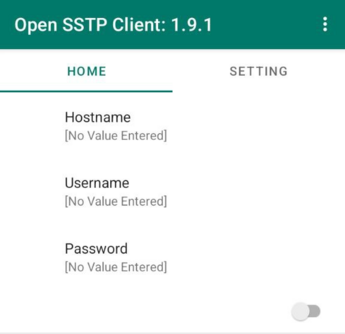 Open SSTP Client: 1.9.1
HOME
SETTING
Hostname
[No Value Entered]
Username
[No Value Entered]
Password
[No Value Entered]